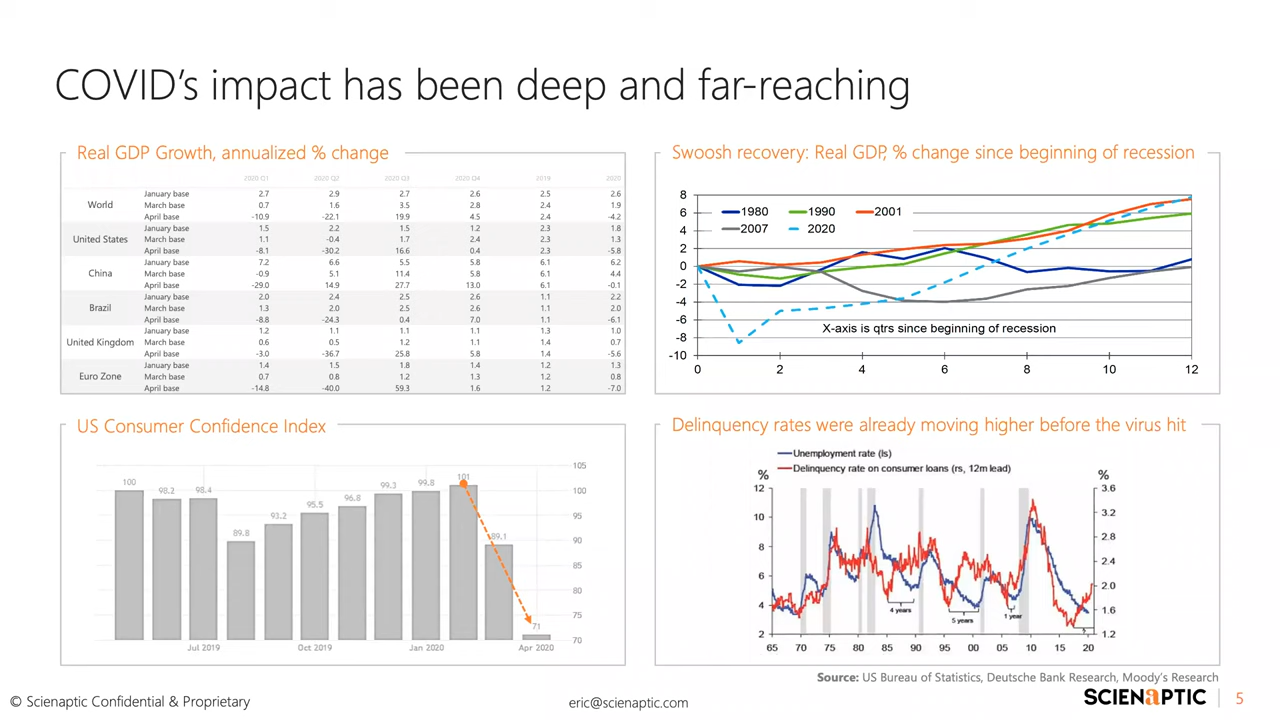 COVID’s impact has been deep and far-reaching
Real GDP Growth, annualized % change
2020 Q1 2020 Q2 2020 Q3 2020 Q4 2019 2020
January base 2.7 2.9 2.7 2.6 2.5 2.6
World March base 0.7 1.6 3.5 2.8 2.4 1.9
April base -10.9 -22.1 19.9 4.5 2.4 -4.2
January base 1.5 2.2 1.5 1.2 2.3 1.8
United States March base 1.1 -0.4 1.7 2.4 2.3 1.3
April base -8.1 -30.2 16.6 0.4 2.3 -5.8
January base 7.2 6.6 5.5 5.8 6.1 6.2
China March base -0.9 5.1 11.4 5.8 6.1 4.4
April base -29.0 14.9 27.7 13.0 6.1 -0.1
January base 2.0 2.4 2.5 2.6 1.1 2.2
Brazil March base 1.3 2.0 2.5 2.6 1.1 2.0
April base -8.8 -24.3 0.4 7.0 1.1 -6.1
January base 1.2 1.1 1.1 1.1 1.3 1.0
United Kingdom March base 0.6 0.5 1.2 1.1 1.4 0.7
April base -3.0 -36.7 25.8 5.8 1.4 -5.6
January base 1.4 1.5 1.8 1.4 1.2 1.3
Euro Zone March base 0.7 0.8 1.2 1.3 1.2 0.8
April base -14.8 -40.0 59.3 1.6 1.2 -7.0
Swoosh recovery: Real GDP, % change since beginning of recession
8
6
4
2
0
-2
-4
-6
-8
-10
1980 1990 2001
2007 2020
X-axis is qtrs since beginning of recession
0 2 4 6 8 10 12
US Consumer Confidence Index
100 98.2 98.4 89.8 93.2 95.5 96.8 99.3 99.8 101 89.1 71
105
100
95
90
85
80
75
70
Jul 2019 Oct 2019 Jan 2020 Apr 2020
Delinquency rates were already moving higher before the virus hit
Unemployment rate (ls)
Delinquency rate on consumer loans (rs, 12m lead)
% %
12 3.6
10 3.2
8 2.8
6 2.4
4 2.0
2 1.6
1.2
4 years
5 years
1 year
?
65 70 75 80 85 90 95 00 05 10 15 20
Source: US Bureau of Statistics, Deutsche Bank Research, Moody’s Research
© Scienaptic Confidential & Proprietary
eric@scienaptic.com
SCIENAPTIC
5